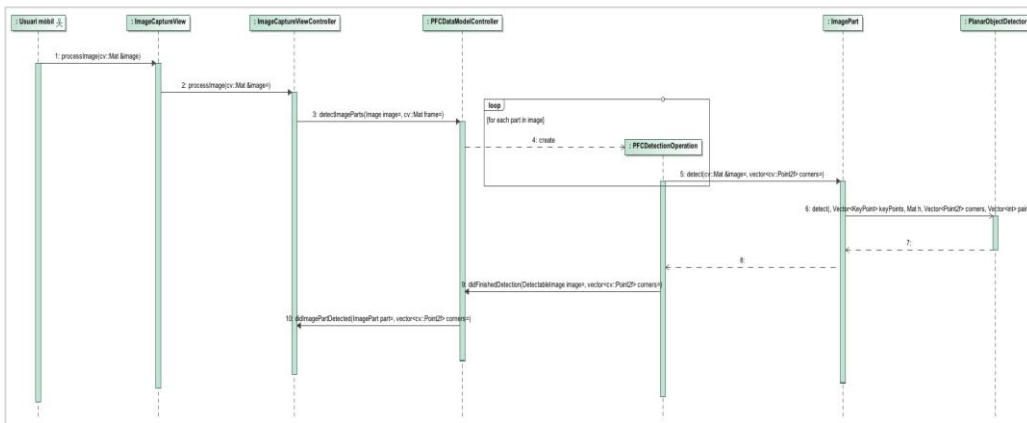 : Usuari mòbil
: ImageCaptureView
: ImageCaptureViewController
: PFCDataModelController
: ImagePart
: PlanarObjectDetector
1: processImage(cv::Mat &image)
2: processImage(cv::Mat &image=)
3: detectImageParts(Image image=, cv::Mat frame=)
loop
[for each part in image]
4: create
: PFCDetectionOperation
5: detect(cv::Mat &image=, vector<cv::Point2f> corners=)
6: detect(, Vector<KeyPoint> keyPoints, Mat h, Vector<Point2f> corners, Vector<int> pair
7:
8:
9: didFinishedDetection(DetectableImage image=, vector<cv::Point2f> corners=)
10: didImagePartDetected(ImagePart part=, vector<cv::Point2f> corners=)